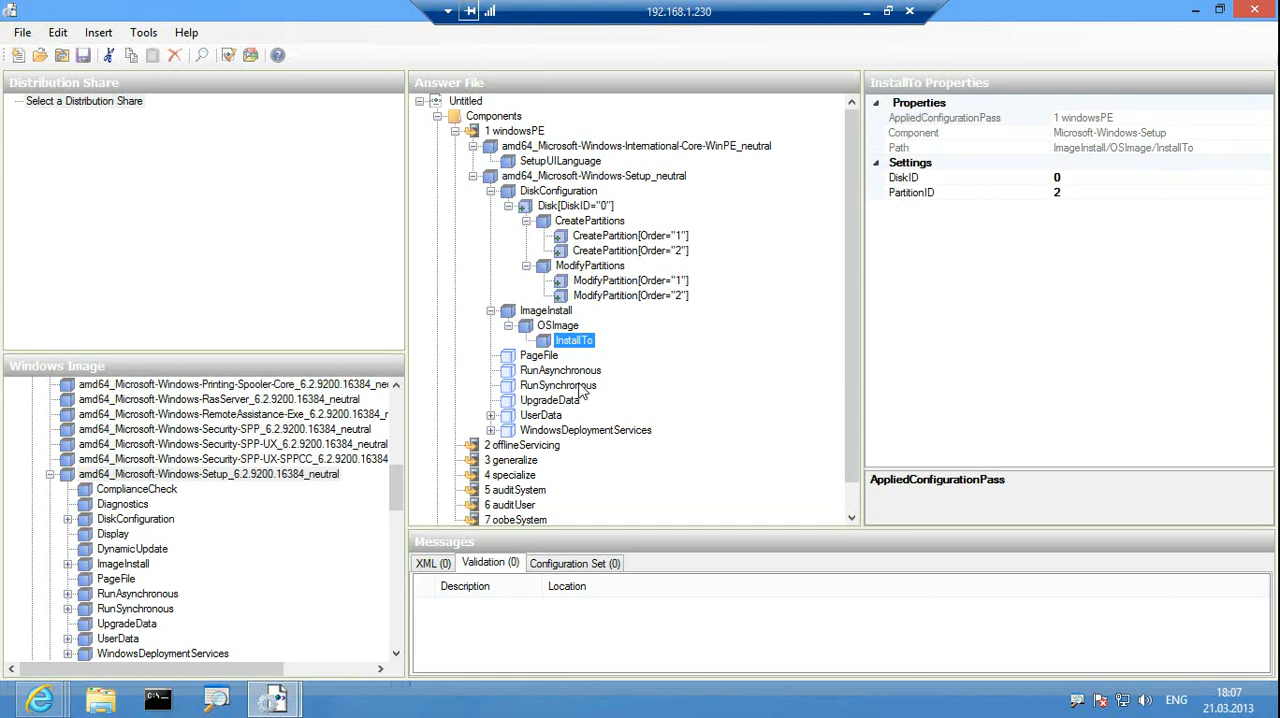 192.168.1.230
File Edit Insert Tools Help
Distribution Share
Select a Distribution Share
Windows Image
amd64_Microsoft-Windows-Printing-Spooler-Core_6.2.9200.16384_neu
amd64_Microsoft-Windows-RasServer_6.2.9200.16384_neutral
amd64_Microsoft-Windows-RemoteAssistance-Exe_6.2.9200.16384_neu
amd64_Microsoft-Windows-Security-SPP_6.2.9200.16384_neutral
amd64_Microsoft-Windows-Security-SPP-UX_6.2.9200.16384_neutral
amd64_Microsoft-Windows-Security-SPP-UX-SPPCC_6.2.9200.16384
amd64_Microsoft-Windows-Setup_6.2.9200.16384_neutral
ComplianceCheck
Diagnostics
DiskConfiguration
Display
DynamicUpdate
ImageInstall
PageFile
RunAsynchronous
RunSynchronous
UpgradeData
UserData
WindowsDeploymentServices
Answer File
Untitled
Components
1 windowsPE
amd64_Microsoft-Windows-International-Core-WinPE_neutral
SetupUILanguage
amd64_Microsoft-Windows-Setup_neutral
DiskConfiguration
Disk[DiskID="0"]
CreatePartitions
CreatePartition[Order="1"]
CreatePartition[Order="2"]
ModifyPartitions
ModifyPartition[Order="1"]
ModifyPartition[Order="2"]
ImageInstall
OSImage
InstallTo
PageFile
RunAsynchronous
RunSynchronous
UpgradeData
UserData
WindowsDeploymentServices
2 offlineServicing
3 generalize
4 specialize
5 auditSystem
6 auditUser
7 oobeSystem
InstallTo Properties
Properties
AppliedConfigurationPass 1 windowsPE
Component Microsoft-Windows-Setup
Path ImageInstall/OSImage/InstallTo
Settings
DiskID 0
PartitionID 2
AppliedConfigurationPass
Messages
XML (0) Validation (0) Configuration Set (0)
Description Location
ENG
18:07
21.03.2013